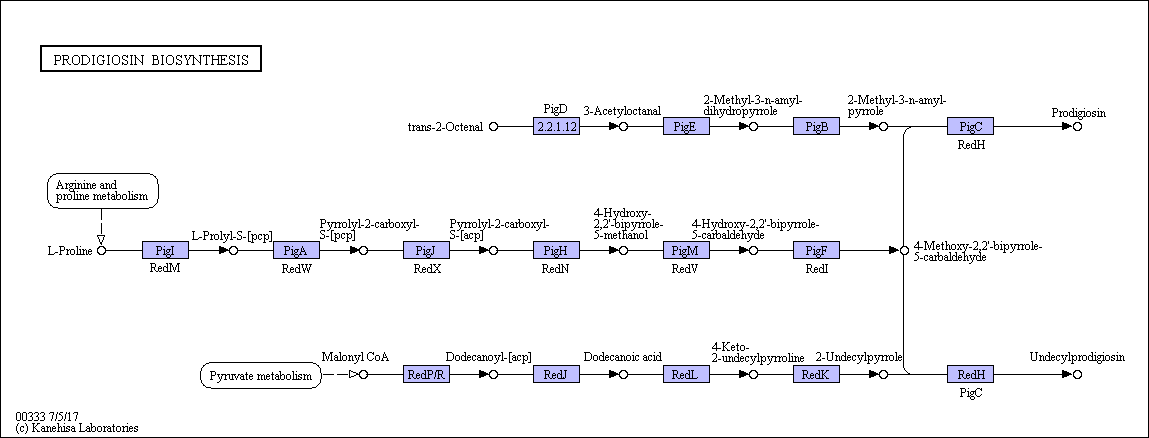 PRODIGIOSIN BIOSYNTHESIS
PigD
3-Acetyloctanal
2-Methyl-3-n-amyl-
dihydropyrrole
2-Methyl-3-n-amyl-
pyrrole
Prodigiosin
trans-2-Octenal
2.2.1.12
PigE
PigB
PigC
RedH
Arginine and
proline metabolism
L-Proline
PigI
RedM
L-Prolyl-S-[pcp]
PigA
RedW
Pyrrolyl-2-carboxyl-
S-[pcp]
PigJ
RedX
Pyrrolyl-2-carboxyl-
S-[acp]
PigH
RedN
4-Hydroxy-
2,2'-bipyrrole-
5-methanol
PigM
RedV
4-Hydroxy-2,2'-bipyrrole-
5-carbaldehyde
PigF
RedI
4-Methoxy-2,2'-bipyrrole-
5-carbaldehyde
Pyruvate metabolism
Malonyl CoA
RedP/R
Dodecanoyl-[acp]
RedJ
Dodecanoic acid
RedL
4-Keto-
2-undecylpyrroline
RedK
2-Undecylpyrrole
RedH
PigC
Undecylprodigiosin
00333 7/5/17
(c) Kanehisa Laboratories